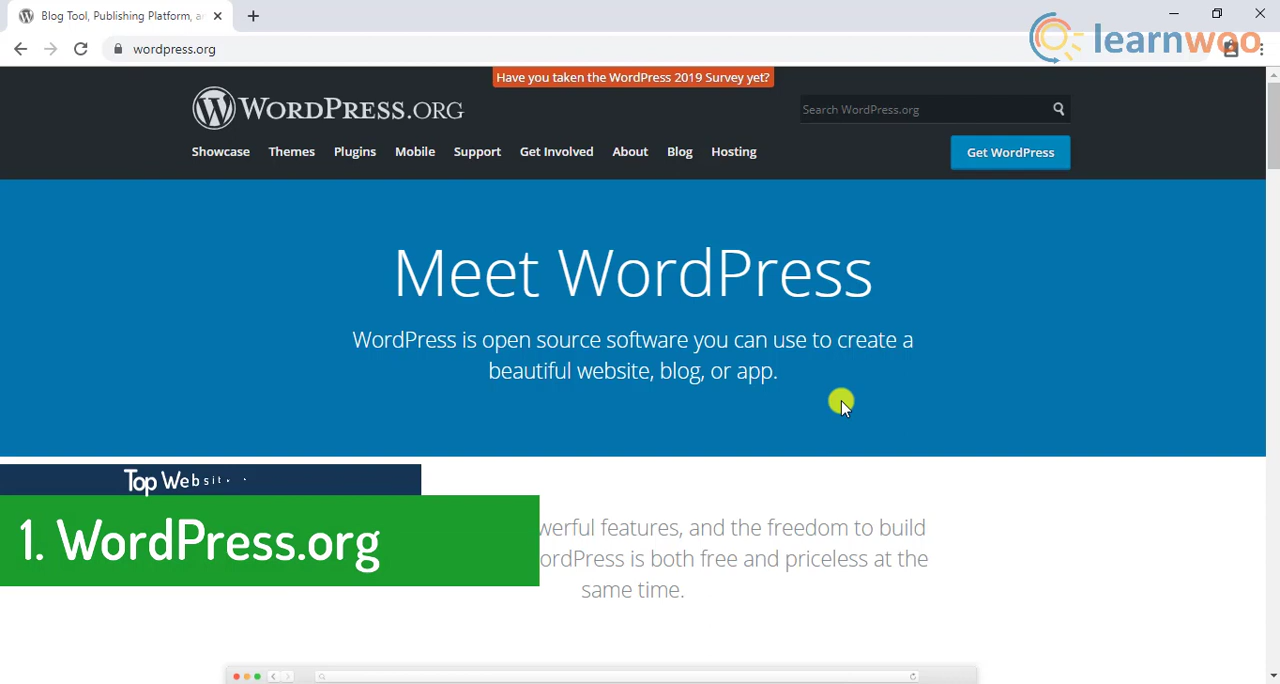 Blog Tool, Publishing Platform, a
wordpress.org
learnwoo
Have you taken the WordPress 2019 Survey yet?
WORDPRESS.ORG
Search WordPress.org
Showcase Themes Plugins Mobile Support Get Involved About Blog Hosting
Get WordPress
Meet WordPress
WordPress is open source software you can use to create a
beautiful website, blog, or app.
Top Websit
1. WordPress.org
werful features, and the freedom to build
ordPress is both free and priceless at the
same time.